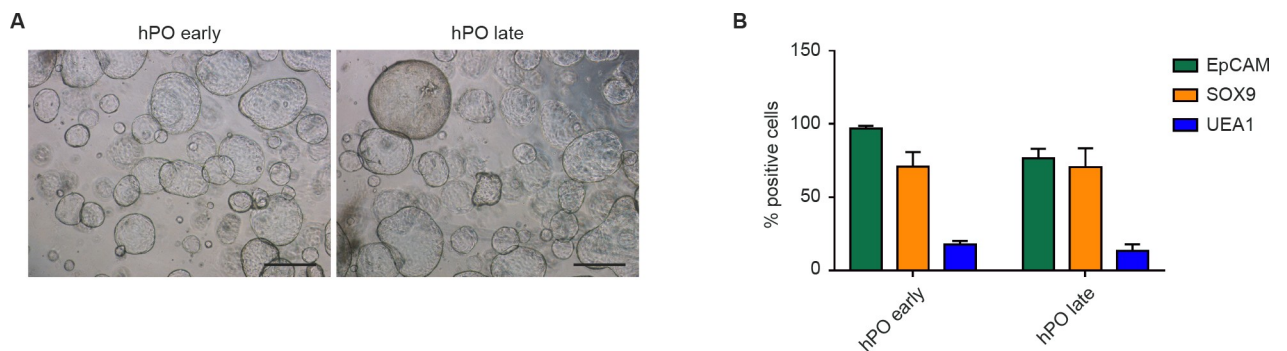 A
hPO early
hPO late
B
150
100
50
0
% positive cells
hPO early
hPO late
EpCAM
SOX9
UEA1